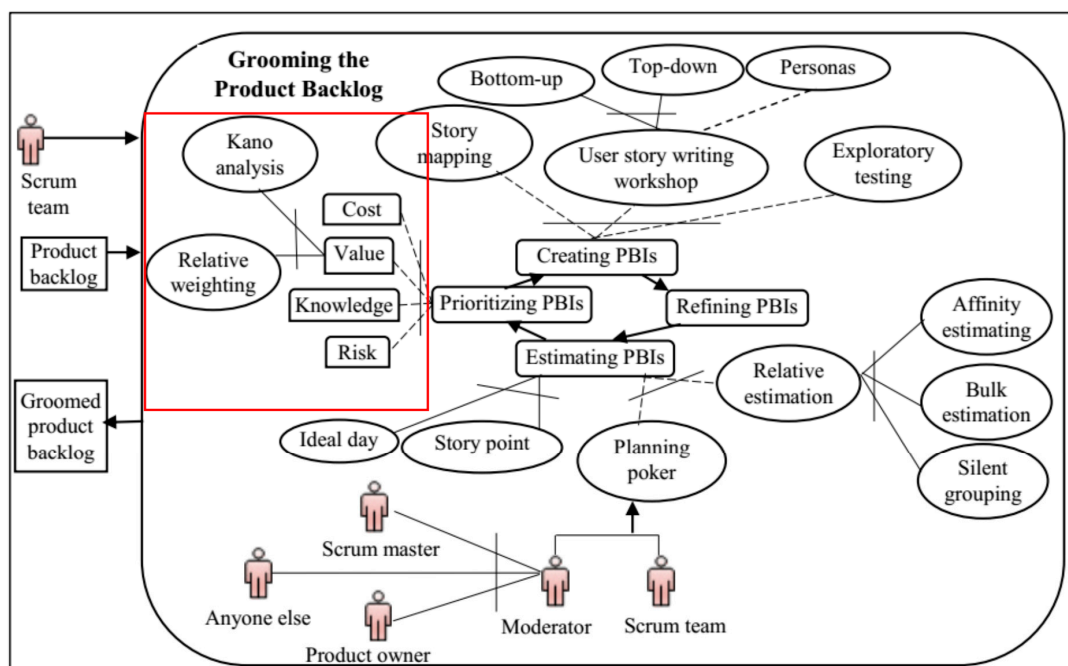 Grooming the
Product Backlog
Bottom-up
Top-down
Personas
Kano
analysis
Story
mapping
User story writing
workshop
Exploratory
testing
Scrum
team
Cost
Product
backlog
Relative
weighting
Value
Creating PBIs
Knowledge
Prioritizing PBIs
Refining PBIs
Affinity
estimating
Risk
Estimating PBIs
Relative
estimation
Bulk
estimation
Groomed
product
backlog
Ideal day
Story point
Planning
poker
Silent
grouping
Scrum master
Anyone else
Product owner
Moderator
Scrum team